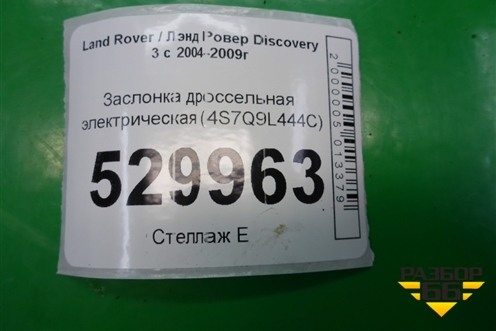 Land Rover / Лэнд Ровер Discovery
3 с 2004-2009г
Заслонка дроссельная
электрическая (4S7Q9L444C)
529963
Стеллаж Е
2000005013379
РАЗБОР
66